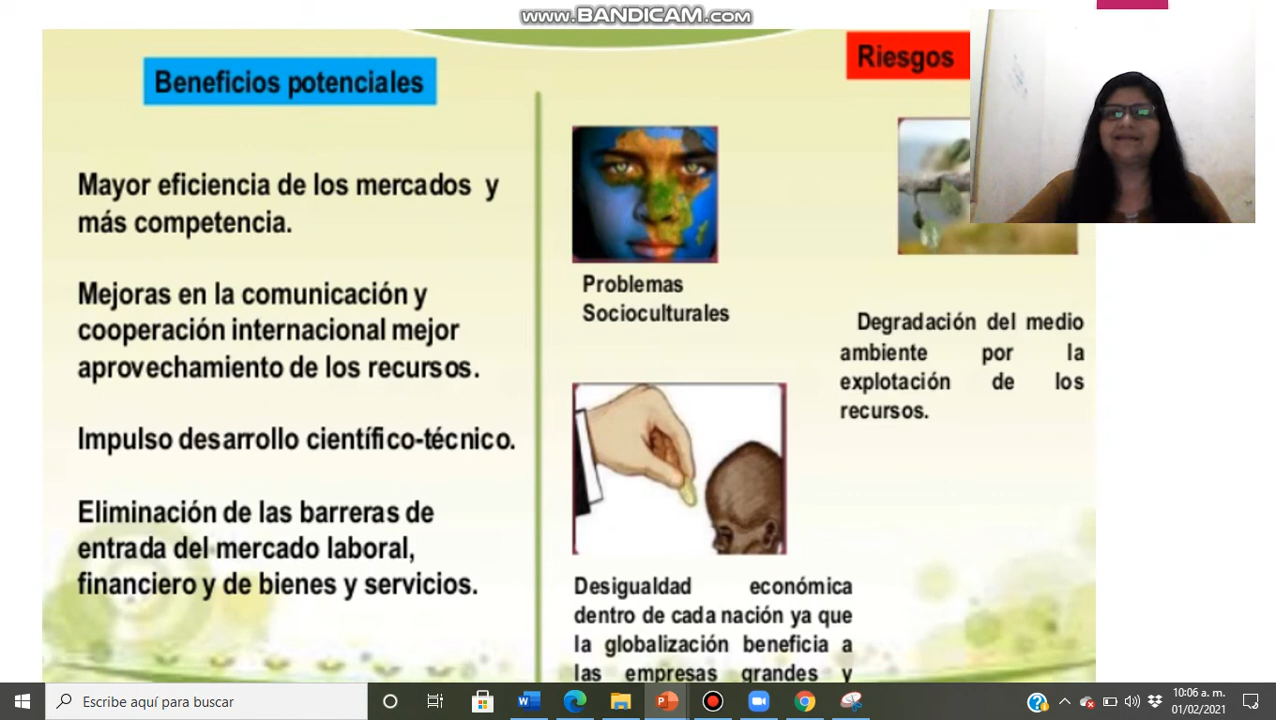 www.BANDICAM.com
Beneficios potenciales
Mayor eficiencia de los mercados y
más competencia.
Mejoras en la comunicación y
cooperación internacional mejor
aprovechamiento de los recursos.
Impulso desarrollo científico-técnico.
Eliminación de las barreras de
entrada del mercado laboral,
financiero y de bienes y servicios.
Riesgos
Problemas
Socioculturales
Degradación del medio
ambiente por la
explotación de los
recursos.
Desigualdad económica
dentro de cada nación ya que
la globalización beneficia a
las empresas grandes y
Escribe aquí para buscar
10:06 a. m.
01/02/2021